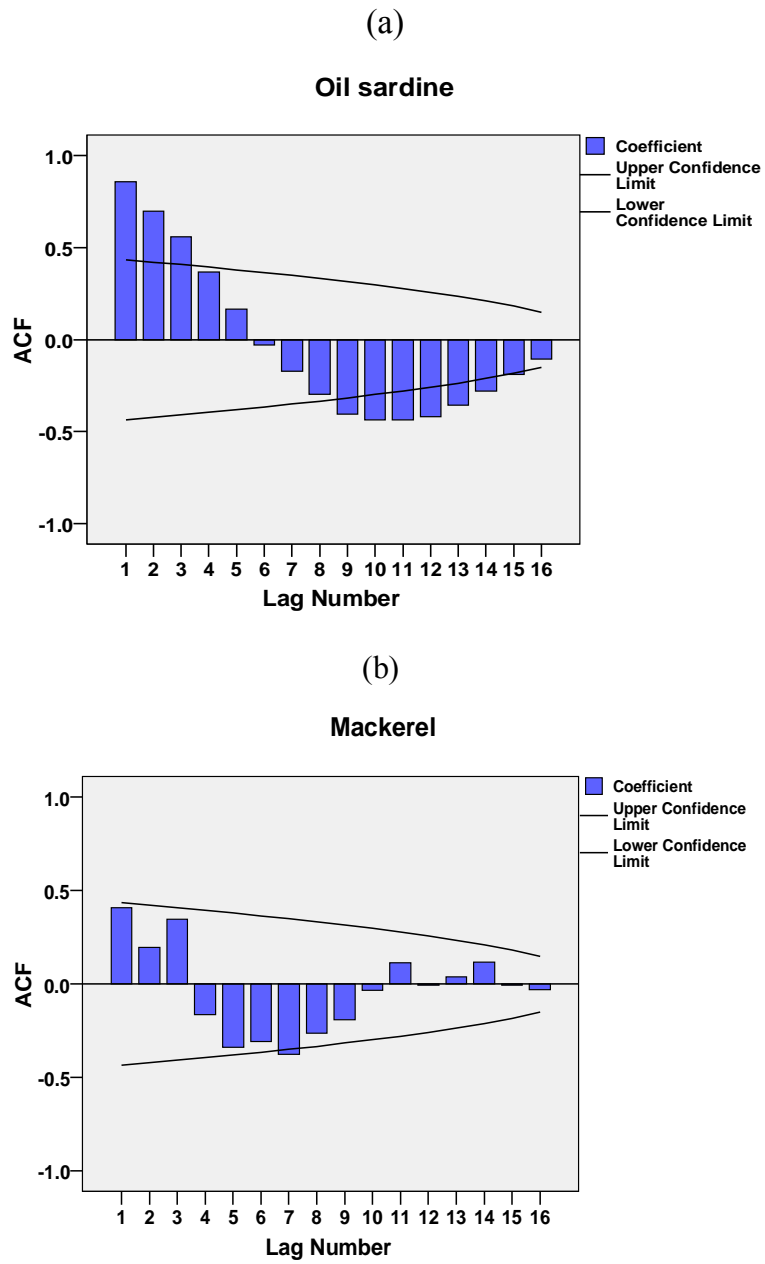 (a)
Oil sardine
Coefficient
Upper Confidence
Limit
Lower
Confidence Limit
1.0
0.5
0.0
-0.5
-1.0
ACF
1 2 3 4 5 6 7 8 9 10 11 12 13 14 15 16
Lag Number
(b)
Mackerel
Coefficient
Upper Confidence
Limit
Lower Confidence
Limit
1.0
0.5
0.0
-0.5
-1.0
ACF
1 2 3 4 5 6 7 8 9 10 11 12 13 14 15 16
Lag Number